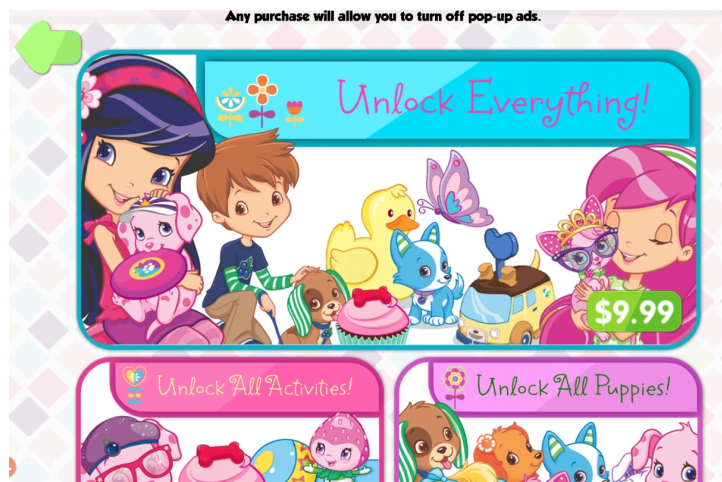 Any purchase will allow you to turn off pop-up ads.
Unlock Everything!
$9.99
Unlock All Activities!
Unlock All Puppies!